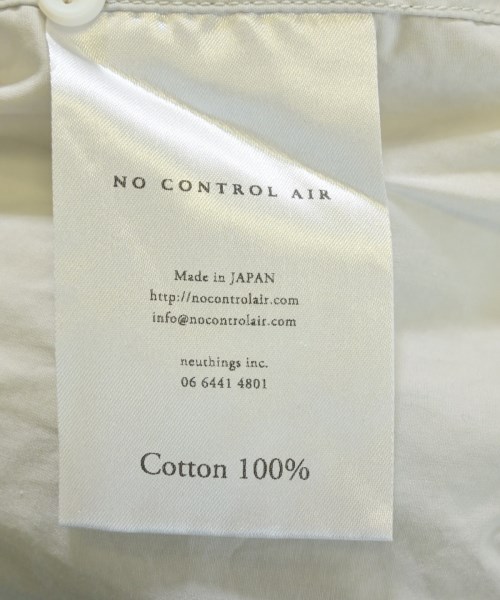 NO CONTROL AIR
Made in JAPAN
http://nocontrolair.com
info@nocontrolair.com
neuthings inc.
06 6441 4801
Cotton 100%